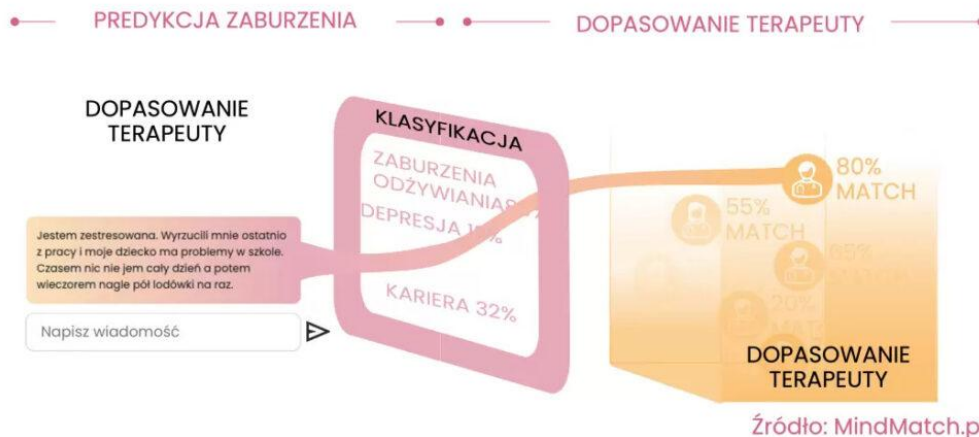 PREDYKCJA ZABURZENIA
DOPASOWANIE TERAPEUTY
DOPASOWANIE
TERAPEUTY
Jestem zestresowana. Wyrzucili mnie ostatnio
z pracy i moje dziecko ma problemy w szkole.
Czasem nic nie jem cały dzień a potem
wieczorem nagle pół lodówki na raz.
Napisz wiadomość
KLASYFIKACJA
ZABURZENIA
ODŻYWIANIA
DEPRESJA
KARIERA 32%
80%
MATCH
55%
MATCH
65%
20%
DOPASOWANIE
TERAPEUTY
Źródło: MindMatch.p